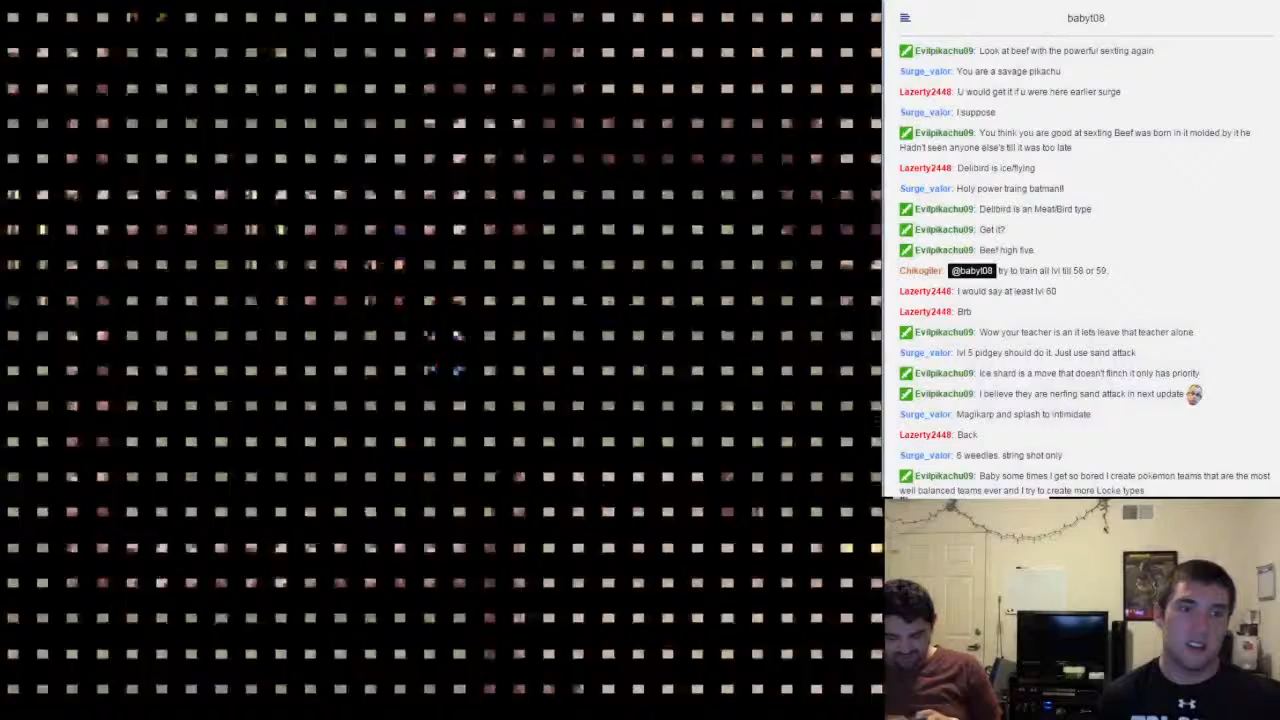 babyt08
Evilpikachu09: Look at beef with the powerful sexting again
Surge_valor: You are a savage pikachu
Lazerty2448: U would get it if u were here earlier surge
Surge_valor: I suppose
Evilpikachu09: You think you are good at sexting Beef was born in it molded by it he
Hadn't seen anyone else's till it was too late
Lazerty2448: Delibird is ice/flying
Surge_valor: Holy power traing batman!!
Evilpikachu09: Delibird is an Meat/Bird type
Evilpikachu09: Get it?
Evilpikachu09: Beef high five.
Chikogiler: @babyt08 try to train all lvl till 58 or 59.
Lazerty2448: I would say at least lvl 60
Lazerty2448: Brb
Evilpikachu09: Wow your teacher is an it lets leave that teacher alone.
Surge_valor: lvl 5 pidgey should do it. Just use sand attack
Evilpikachu09: Ice shard is a move that doesn't flinch it only has priority
Evilpikachu09: I believe they are nerfing sand attack in next update
Surge_valor: Magikarp and splash to intimidate
Lazerty2448: Back
Surge_valor: 6 weedles. string shot only
Evilpikachu09: Baby some times I get so bored I create pokemon teams that are the most
well balanced teams ever and I try to create more Locke types